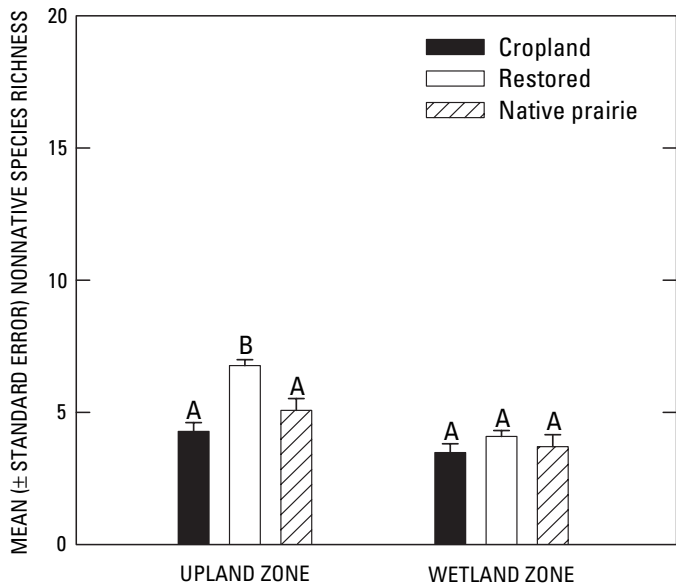 MEAN (± STANDARD ERROR) NONNATIVE SPECIES RICHNESS
20
15
10
5
0
Cropland
Restored
Native prairie
A
B
A
A
A
A
UPLAND ZONE
WETLAND ZONE